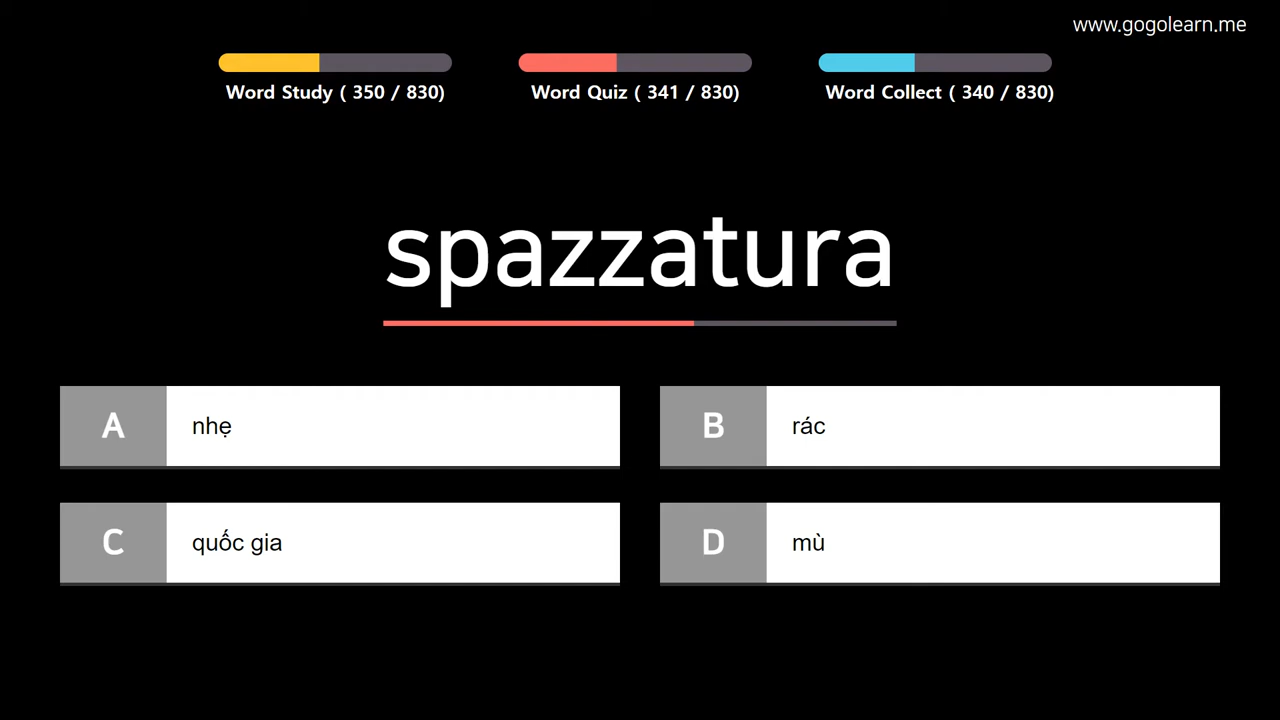 www.gogolearn.me
Word Study ( 350 / 830)
Word Quiz ( 341 / 830)
Word Collect ( 340 / 830)
spazzatura
A nhẹ
B rác
C quốc gia
D mù